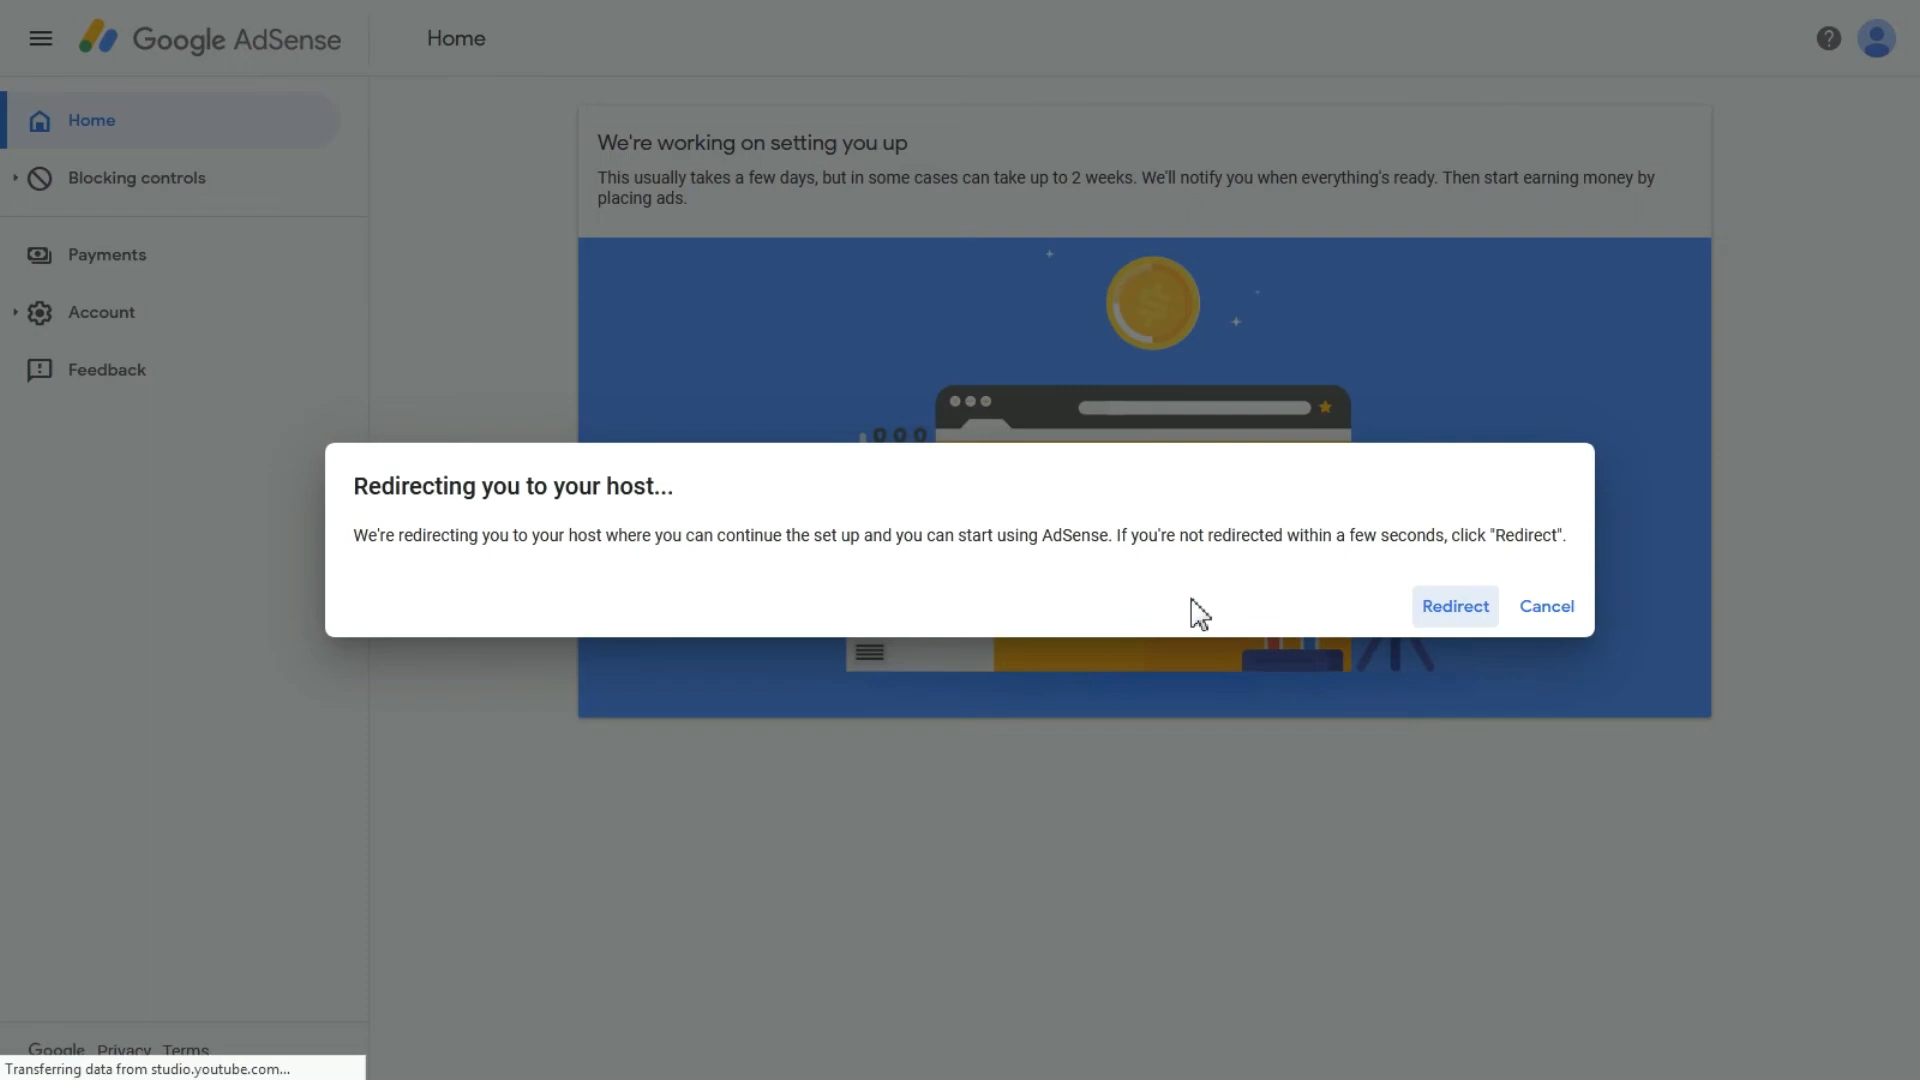 Google AdSense
Home
Home
Blocking controls
Payments
Account
Feedback
We're working on setting you up
This usually takes a few days, but in some cases can take up to 2 weeks. We'll notify you when everything's ready. Then start earning money by
placing ads.
Redirecting you to your host...
We're redirecting you to your host where you can continue the set up and you can start using AdSense. If you're not redirected within a few seconds, click "Redirect".
Redirect Cancel
Google Privacy Terms
Transferring data from studio.youtube.com...